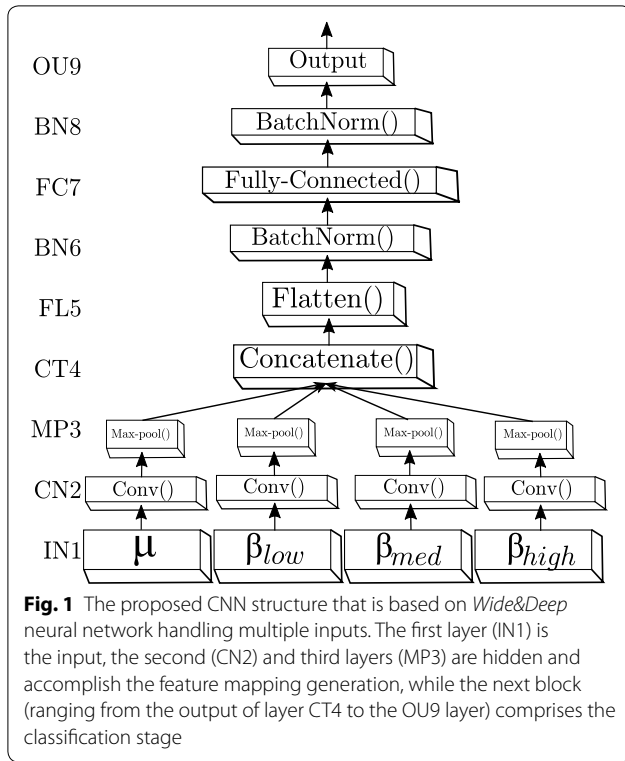 OU9 Output
BN8 BatchNorm()
FC7 Fully-Connected()
BN6 BatchNorm()
FL5 Flatten()
CT4 Concatenate()
MP3 Max-pool() Max-pool() Max-pool() Max-pool()
CN2 Conv() Conv() Conv() Conv()
IN1 μ βlow βmed βhigh
Fig. 1 The proposed CNN structure that is based on Wide&Deep
neural network handling multiple inputs. The first layer (IN1) is
the input, the second (CN2) and third layers (MP3) are hidden and
accomplish the feature mapping generation, while the next block
(ranging from the output of layer CT4 to the OU9 layer) comprises the
classification stage